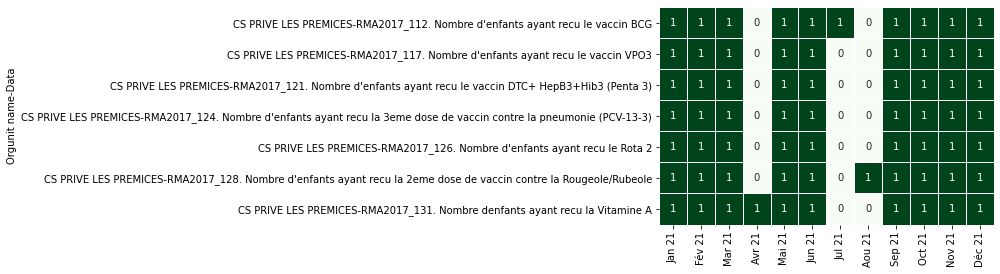 CS PRIVE LES PREMICES-RMA2017_112. Nombre d'enfants ayant recu le vaccin BCG 1 1 1 0 1 1 1 0 1 1 1 1
CS PRIVE LES PREMICES-RMA2017_117. Nombre d'enfants ayant recu le vaccin VPO3 1 1 1 0 1 1 0 0 1 1 1 1
CS PRIVE LES PREMICES-RMA2017_121. Nombre d'enfants ayant recu le vaccin DTC+ HepB3+Hib3 (Penta 3) 1 1 1 0 1 1 0 0 1 1 1 1
CS PRIVE LES PREMICES-RMA2017_124. Nombre d'enfants ayant recu la 3eme dose de vaccin contre la pneumonie (PCV-13-3) 1 1 1 0 1 1 0 0 1 1 1 1
CS PRIVE LES PREMICES-RMA2017_126. Nombre d'enfants ayant recu le Rota 2 1 1 1 0 1 1 0 0 1 1 1 1
CS PRIVE LES PREMICES-RMA2017_128. Nombre d'enfants ayant recu la 2eme dose de vaccin contre la Rougeole/Rubeole 1 1 1 0 1 1 0 1 1 1 1 1
CS PRIVE LES PREMICES-RMA2017_131. Nombre denfants ayant recu la Vitamine A 1 1 1 1 1 1 0 0 1 1 1 1
Orgunit name-Data
Jan 21
Fév 21
Mar 21
Avr 21
Mai 21
Jun 21
Jul 21
Aou 21
Sep 21
Oct 21
Nov 21
Déc 21